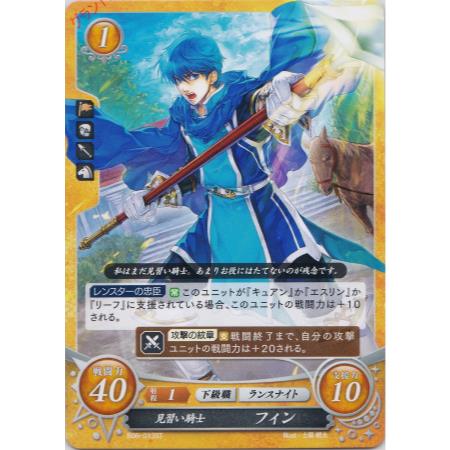 1
私はまだ見習い騎士。あまりお役にはたてないのが残念です。
レンスターの忠臣 常 このユニットが『キュアン』か『エスリン』か
『リーフ』に支援されている場合、このユニットの戦闘力は+10
される。
攻撃の紋章 支 戦闘終了まで、自分の攻撃
ユニットの戦闘力は+20される。
戦闘力
40
射程 1 下級職 ランスナイト
支援力
10
見習い騎士 フィン